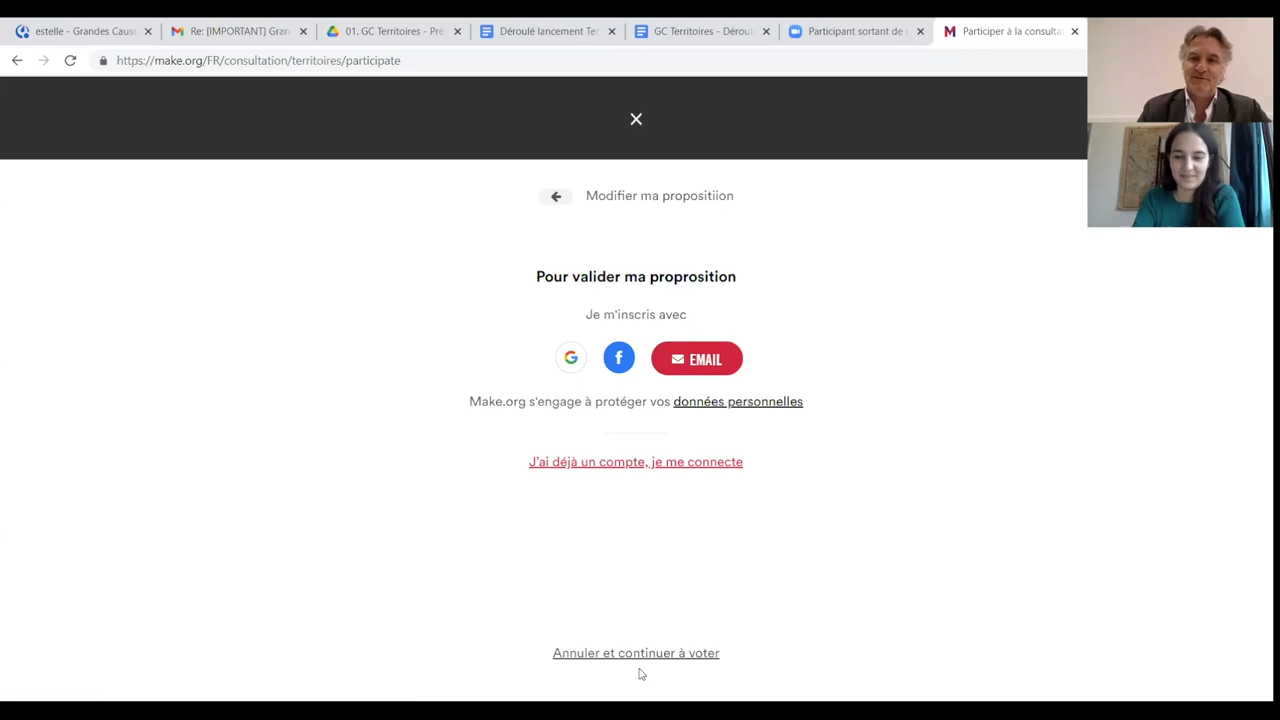 estelle - Grandes Caus
Re: [IMPORTANT] Gran
01. GC Territoires - Pré
Déroulé lancement Ter
GC Territoires - Dérou
Participant sortant de
Participer à la consulta
https://make.org/FR/consultation/territoires/participate
Modifier ma propositiion
Pour valider ma proprosition
Je m'inscris avec
EMAIL
Make.org s'engage à protéger vos données personnelles
J'ai déjà un compte, je me connecte
Annuler et continuer à voter